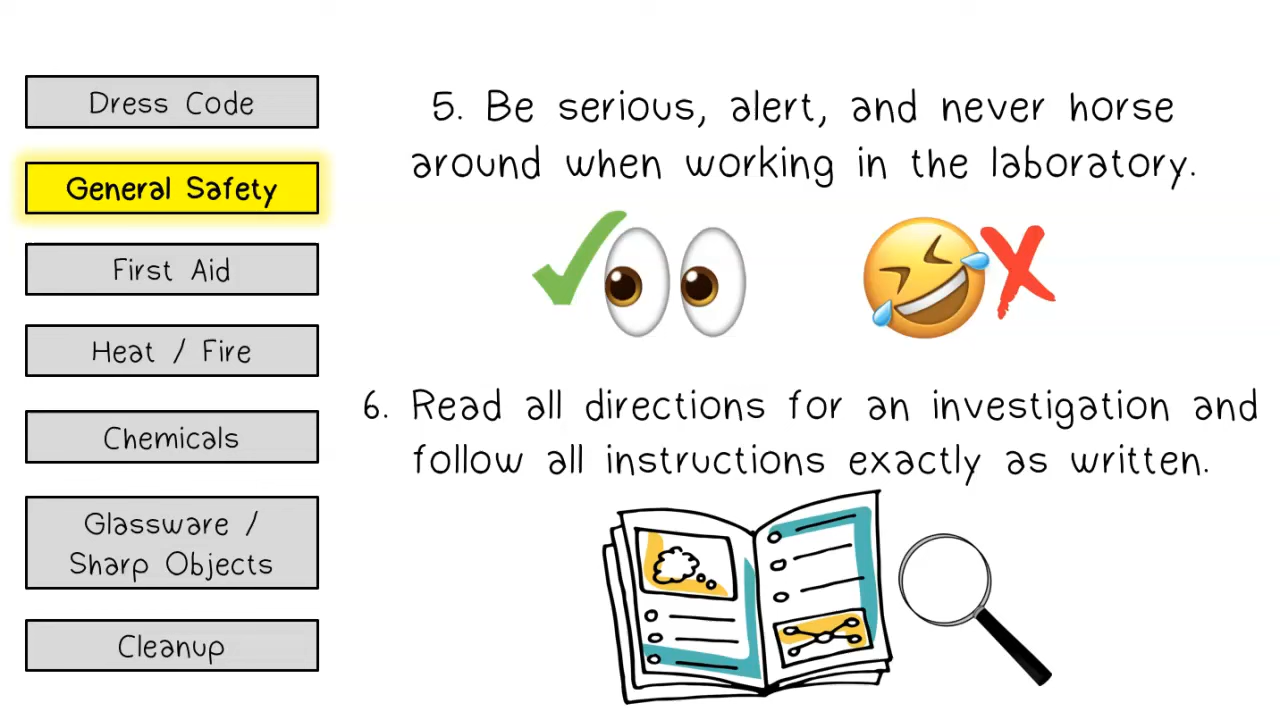 Dress Code
General Safety
First Aid
Heat / Fire
Chemicals
Glassware /
Sharp Objects
Cleanup
5. Be serious, alert, and never horse
around when working in the laboratory.
6. Read all directions for an investigation and
follow all instructions exactly as written.